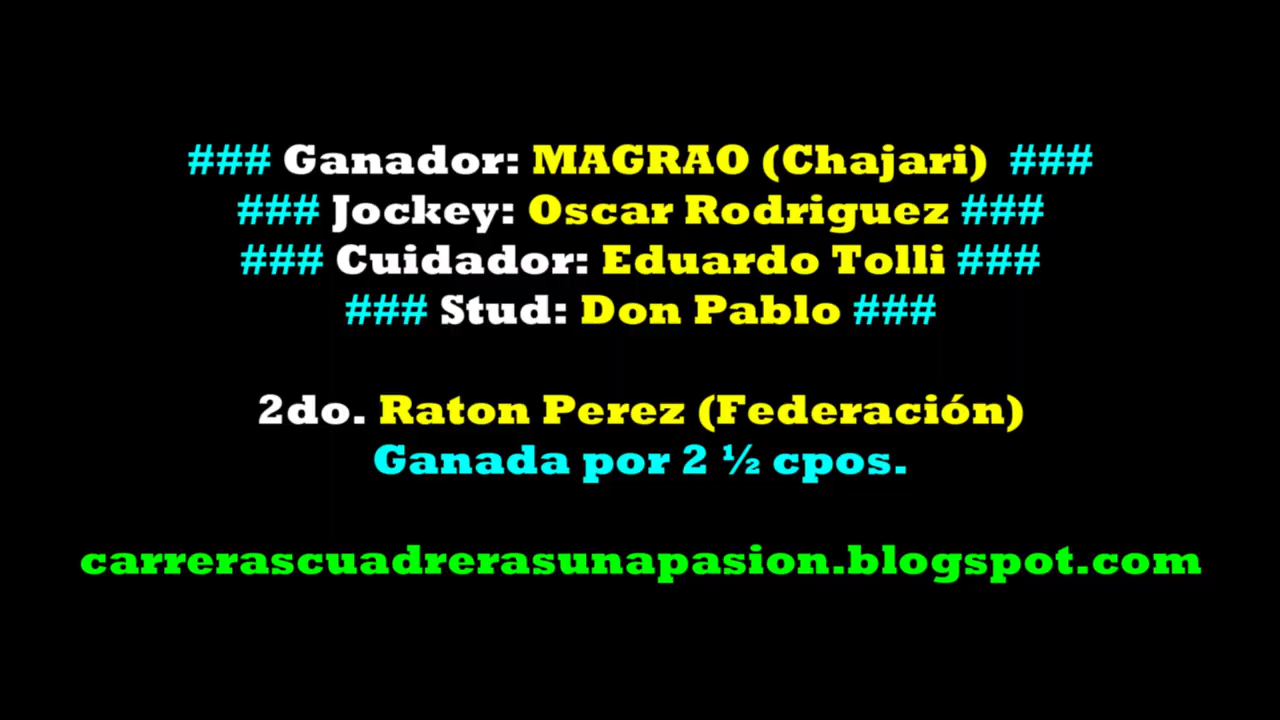 ### Ganador: MAGRAO (Chajari) ###
### Jockey: Oscar Rodriguez ###
### Cuidador: Eduardo Tolli ###
### Stud: Don Pablo ###
2do. Raton Perez (Federación)
Ganada por 2 ½ cpos.
carrerascuadrerasunapasion.blogspot.com